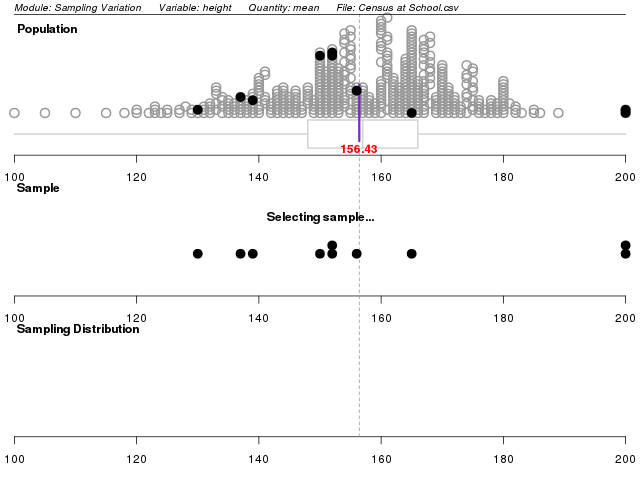 Module: Sampling Variation Variable: height Quantity: mean File: Census at School.csv
Population
156.43
100 120 140 160 180 200
Sample
Selecting sample...
100 120 140 160 180 200
Sampling Distribution
100 120 140 160 180 200